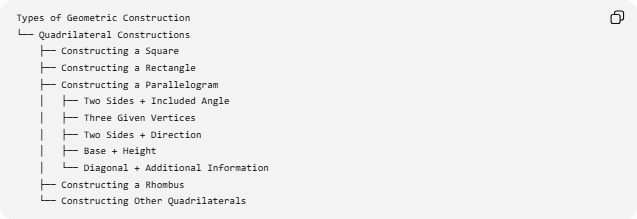 Types of Geometric Construction
└── Quadrilateral Constructions
    ├── Constructing a Square
    ├── Constructing a Rectangle
    ├── Constructing a Parallelogram
    │   ├── Two Sides + Included Angle
    │   ├── Three Given Vertices
    │   ├── Two Sides + Direction
    │   ├── Base + Height
    │   └── Diagonal + Additional Information
    ├── Constructing a Rhombus
    └── Constructing Other Quadrilaterals